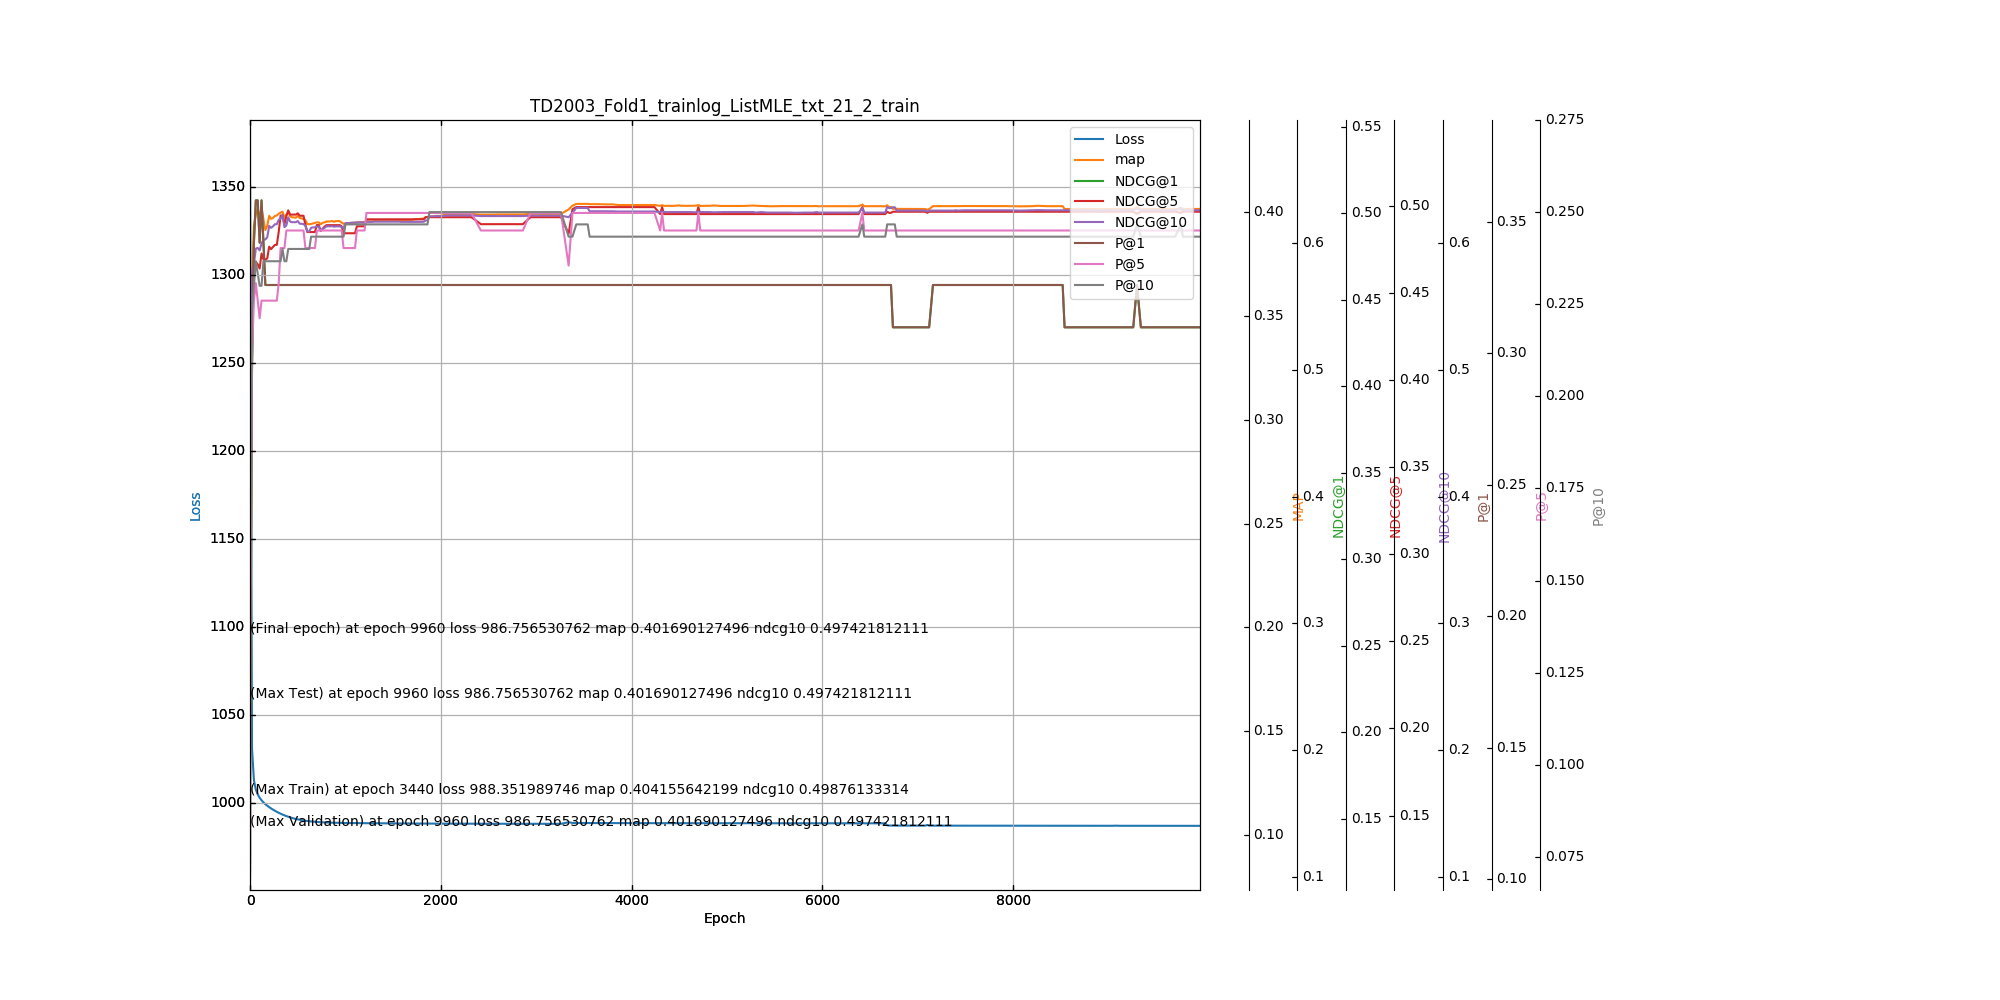 TD2003_Fold1_trainlog_ListMLE_txt_21_2_train
Loss
map
NDCG@1
NDCG@5
NDCG@10
P@1
P@5
P@10
1350
1300
1250
1200
1150
1100
1050
1000
Loss
(Final epoch) at epoch 9960 loss 986.756530762 map 0.401690127496 ndcg10 0.497421812111
(Max Test) at epoch 9960 loss 986.756530762 map 0.401690127496 ndcg10 0.497421812111
(Max Train) at epoch 3440 loss 988.351989746 map 0.404155642199 ndcg10 0.49876133314
(Max Validation) at epoch 9960 loss 986.756530762 map 0.401690127496 ndcg10 0.497421812111
0
2000
4000
6000
8000
Epoch
0.40
0.35
0.30
0.25
0.20
0.15
0.10
MAP
0.6
0.5
0.4
0.3
0.2
0.1
NDCG@1
0.55
0.50
0.45
0.40
0.35
0.30
0.25
0.20
0.15
NDCG@5
0.50
0.45
0.40
0.35
0.30
0.25
0.20
0.15
NDCG@10
0.6
0.5
0.4
0.3
0.2
0.1
P@1
0.35
0.30
0.25
0.20
0.15
0.10
P@5
0.275
0.250
0.225
0.200
0.175
0.150
0.125
0.100
0.075
P@10